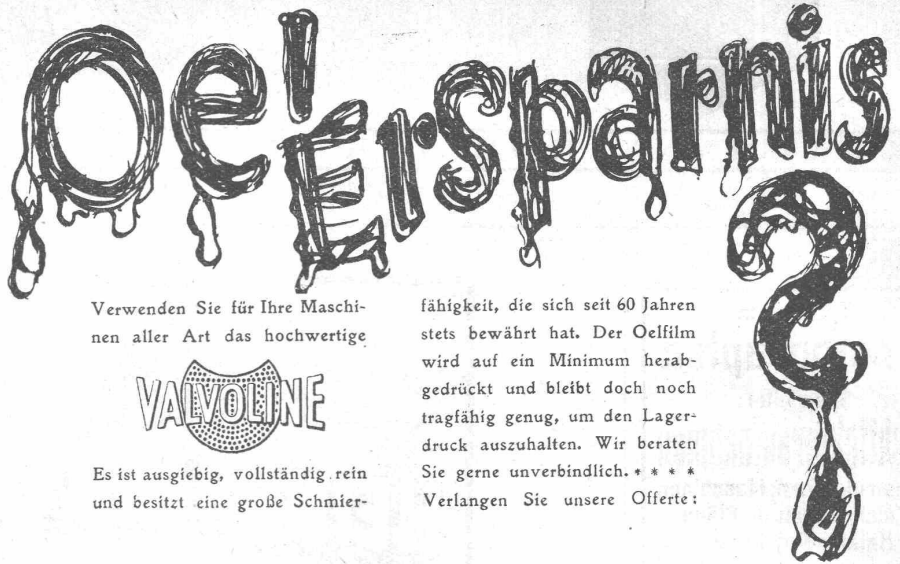 Oel Ersparnis?
Verwenden Sie für Ihre Maschi-
nen aller Art das hochwertige
VALVOLINE
Es ist ausgiebig, vollständig rein
und besitzt eine große Schmier-
fähigkeit, die sich seit 60 Jahren
stets bewährt hat. Der Oelfilm
wird auf ein Minimum herab-
gedrückt und bleibt doch noch
tragfähig genug, um den Lager-
druck auszuhalten. Wir beraten
Sie gerne unverbindlich. * * * *
Verlangen Sie unsere Offerte: